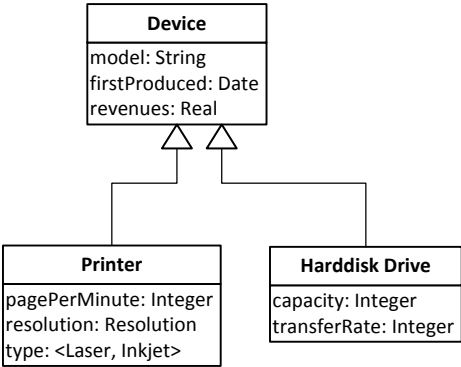 Device
model: String
firstProduced: Date
revenues: Real
Printer
pagePerMinute: Integer
resolution: Resolution
type: <Laser, Inkjet>
Harddisk Drive
capacity: Integer
transferRate: Integer